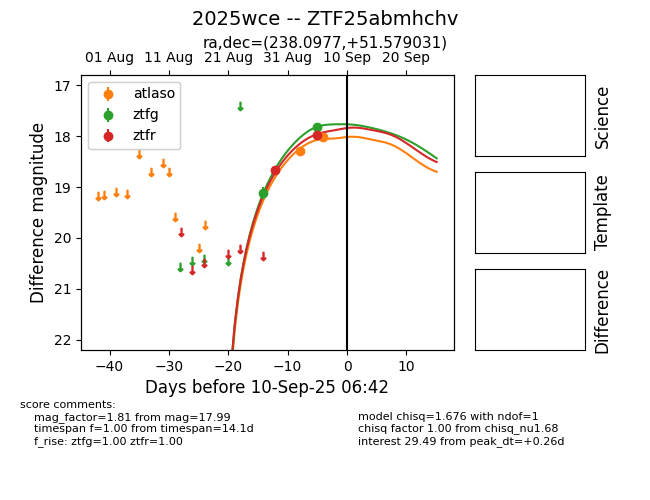 2025wce -- ZTF25abmhchv
ra,dec=(238.0977,+51.579031)
01 Aug 11 Aug 21 Aug 31 Aug 10 Sep 20 Sep
atlaso
ztfg
ztfr
17
18
19
20
21
22
Difference magnitude
−40 −30 −20 −10 0 10
Days before 10-Sep-25 06:42
Science
Template
Difference
score comments:
mag_factor=1.81 from mag=17.99
timespan f=1.00 from timespan=14.1d
f_rise: ztfg=1.00 ztfr=1.00
model chisq=1.676 with ndof=1
chisq factor 1.00 from chisq_nu1.68
interest 29.49 from peak_dt=+0.26d